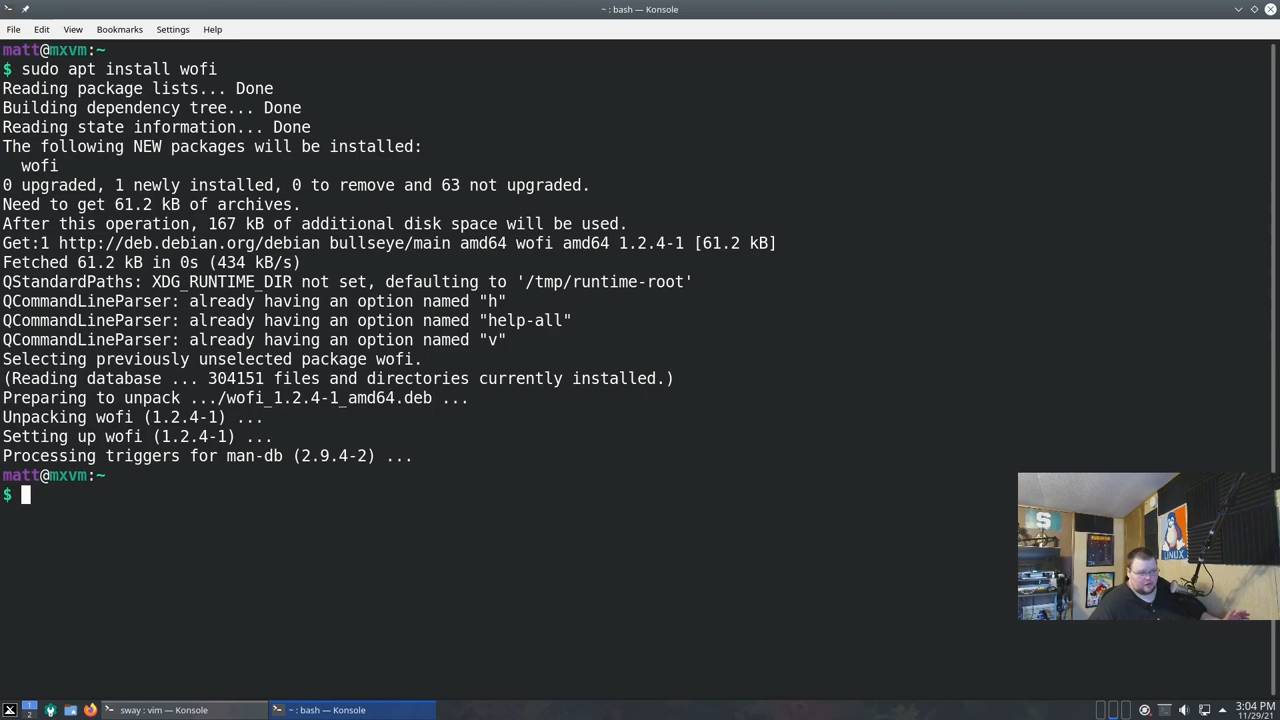 ~ : bash — Konsole
File Edit View Bookmarks Settings Help
matt@mxvm:~
$ sudo apt install wofi
Reading package lists... Done
Building dependency tree... Done
Reading state information... Done
The following NEW packages will be installed:
  wofi
0 upgraded, 1 newly installed, 0 to remove and 63 not upgraded.
Need to get 61.2 kB of archives.
After this operation, 167 kB of additional disk space will be used.
Get:1 http://deb.debian.org/debian bullseye/main amd64 wofi amd64 1.2.4-1 [61.2 kB]
Fetched 61.2 kB in 0s (434 kB/s)
QStandardPaths: XDG_RUNTIME_DIR not set, defaulting to '/tmp/runtime-root'
QCommandLineParser: already having an option named "h"
QCommandLineParser: already having an option named "help-all"
QCommandLineParser: already having an option named "v"
Selecting previously unselected package wofi.
(Reading database ... 304151 files and directories currently installed.)
Preparing to unpack .../wofi_1.2.4-1_amd64.deb ...
Unpacking wofi (1.2.4-1) ...
Setting up wofi (1.2.4-1) ...
Processing triggers for man-db (2.9.4-2) ...
matt@mxvm:~
$
S
LINUX
1
2
sway : vim — Konsole
~ : bash — Konsole
3:04 PM
11/29/21